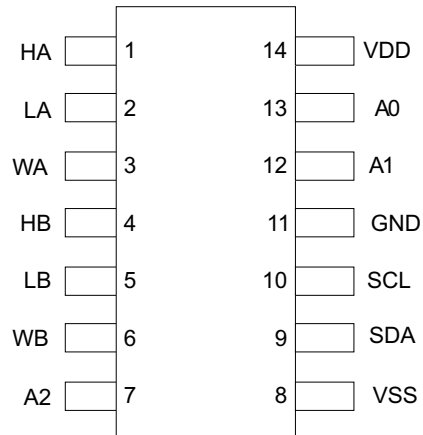 HA 1 14 VDD
LA 2 13 A0
WA 3 12 A1
HB 4 11 GND
LB 5 10 SCL
WB 6 9 SDA
A2 7 8 VSS